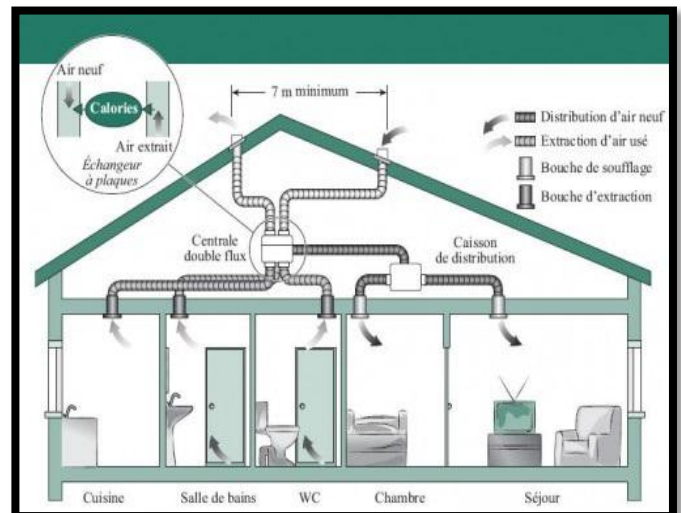 Air neuf
Calories
Air extrait
Échangeur
à plaques
7 m minimum
Distribution d'air neuf
Extraction d'air usé
Bouche de soufflage
Bouche d'extraction
Centrale
double flux
Caisson
de distribution
Cuisine
Salle de bains
WC
Chambre
Séjour